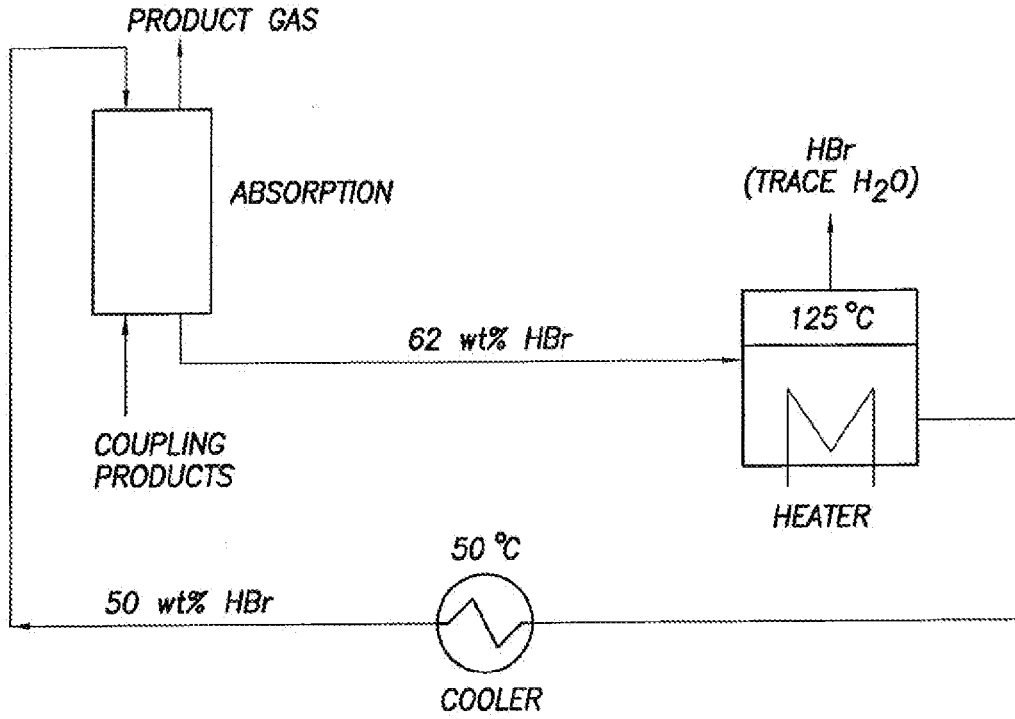 PRODUCT GAS
ABSORPTION
HBr
(TRACE H₂O)
125 °C
62 wt% HBr
COUPLING
PRODUCTS
HEATER
50 °C
50 wt% HBr
COOLER